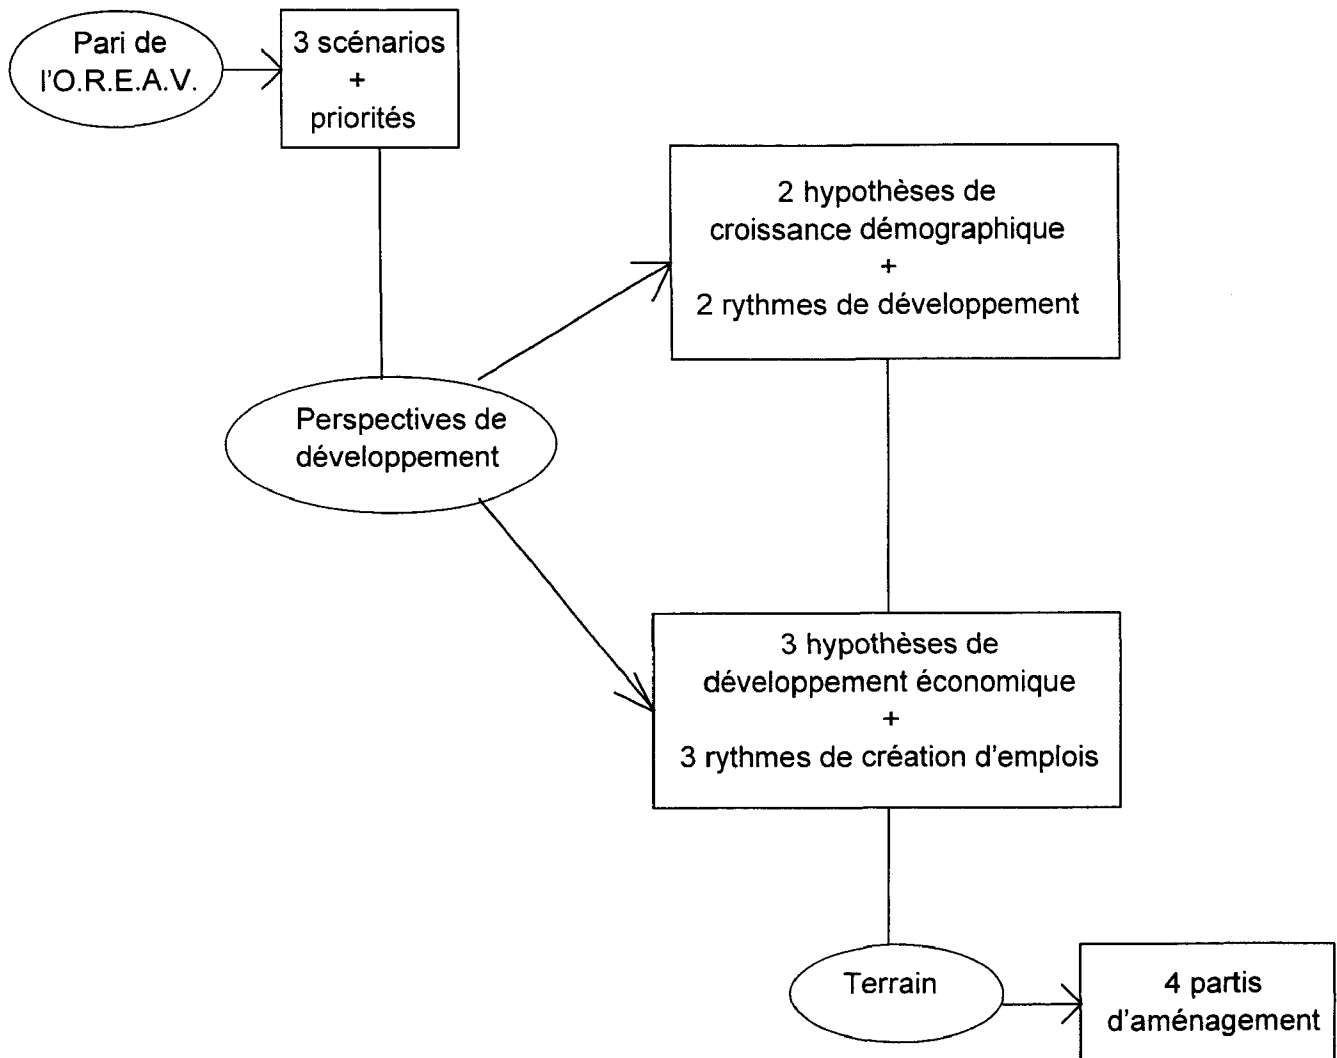 Pari de
l'O.R.E.A.V.
3 scénarios
+
priorités
2 hypothèses de
croissance démographique
+
2 rythmes de développement
Perspectives de
développement
3 hypothèses de
développement économique
+
3 rythmes de création d'emplois
Terrain
4 partis
d'aménagement